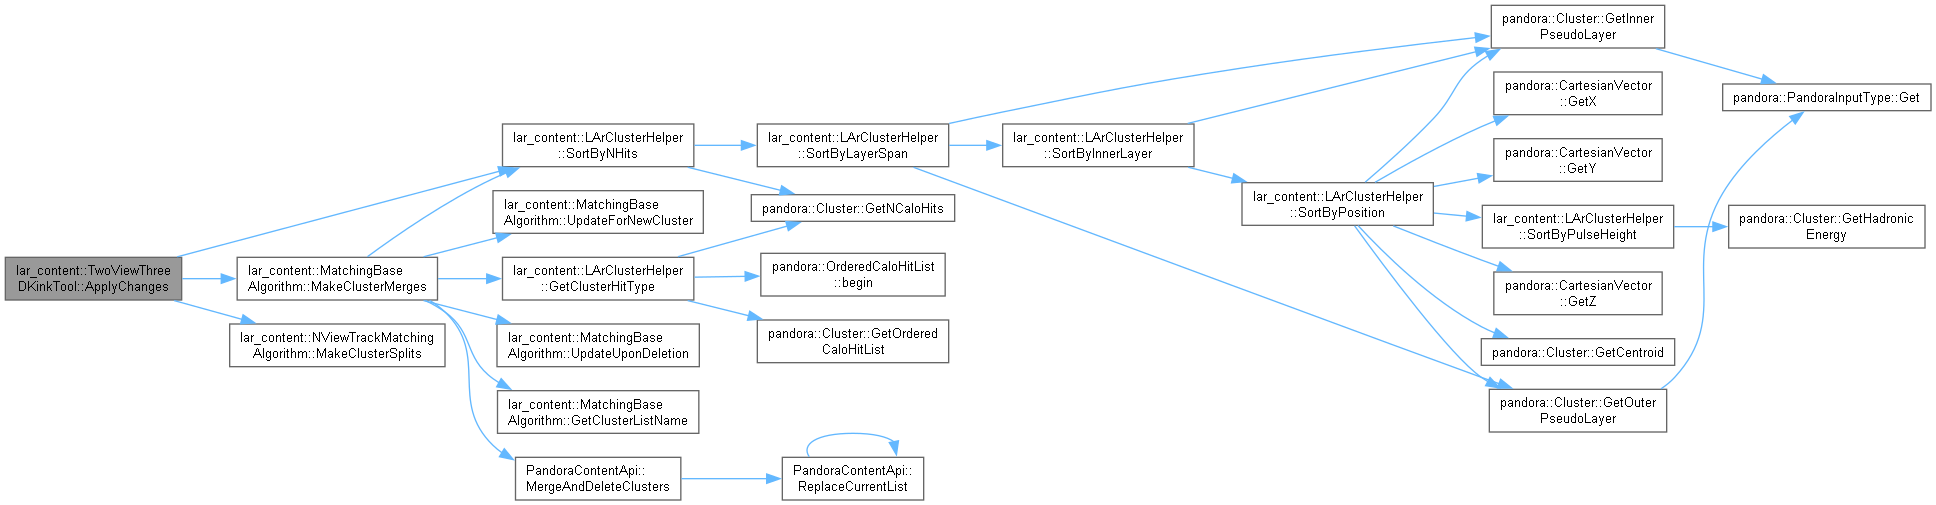 lar_content::TwoViewThree
DKinkTool::ApplyChanges
lar_content::MatchingBase
Algorithm::MakeClusterMerges
lar_content::NViewTrackMatching
Algorithm::MakeClusterSplits
lar_content::LArClusterHelper
::SortByNHits
lar_content::MatchingBase
Algorithm::UpdateForNewCluster
lar_content::LArClusterHelper
::GetClusterHitType
lar_content::MatchingBase
Algorithm::UpdateUponDeletion
lar_content::MatchingBase
Algorithm::GetClusterListName
PandoraContentApi::
MergeAndDeleteClusters
lar_content::LArClusterHelper
::SortByLayerSpan
pandora::Cluster::GetNCaloHits
pandora::OrderedCaloHitList
::begin
pandora::Cluster::GetOrdered
CaloHitList
PandoraContentApi::
ReplaceCurrentList
lar_content::LArClusterHelper
::SortByInnerLayer
lar_content::LArClusterHelper
::SortByPosition
pandora::Cluster::GetInner
PseudoLayer
pandora::CartesianVector
::GetX
pandora::CartesianVector
::GetY
lar_content::LArClusterHelper
::SortByPulseHeight
pandora::CartesianVector
::GetZ
pandora::Cluster::GetCentroid
pandora::Cluster::GetOuter
PseudoLayer
pandora::PandoraInputType::Get
pandora::Cluster::GetHadronic
Energy